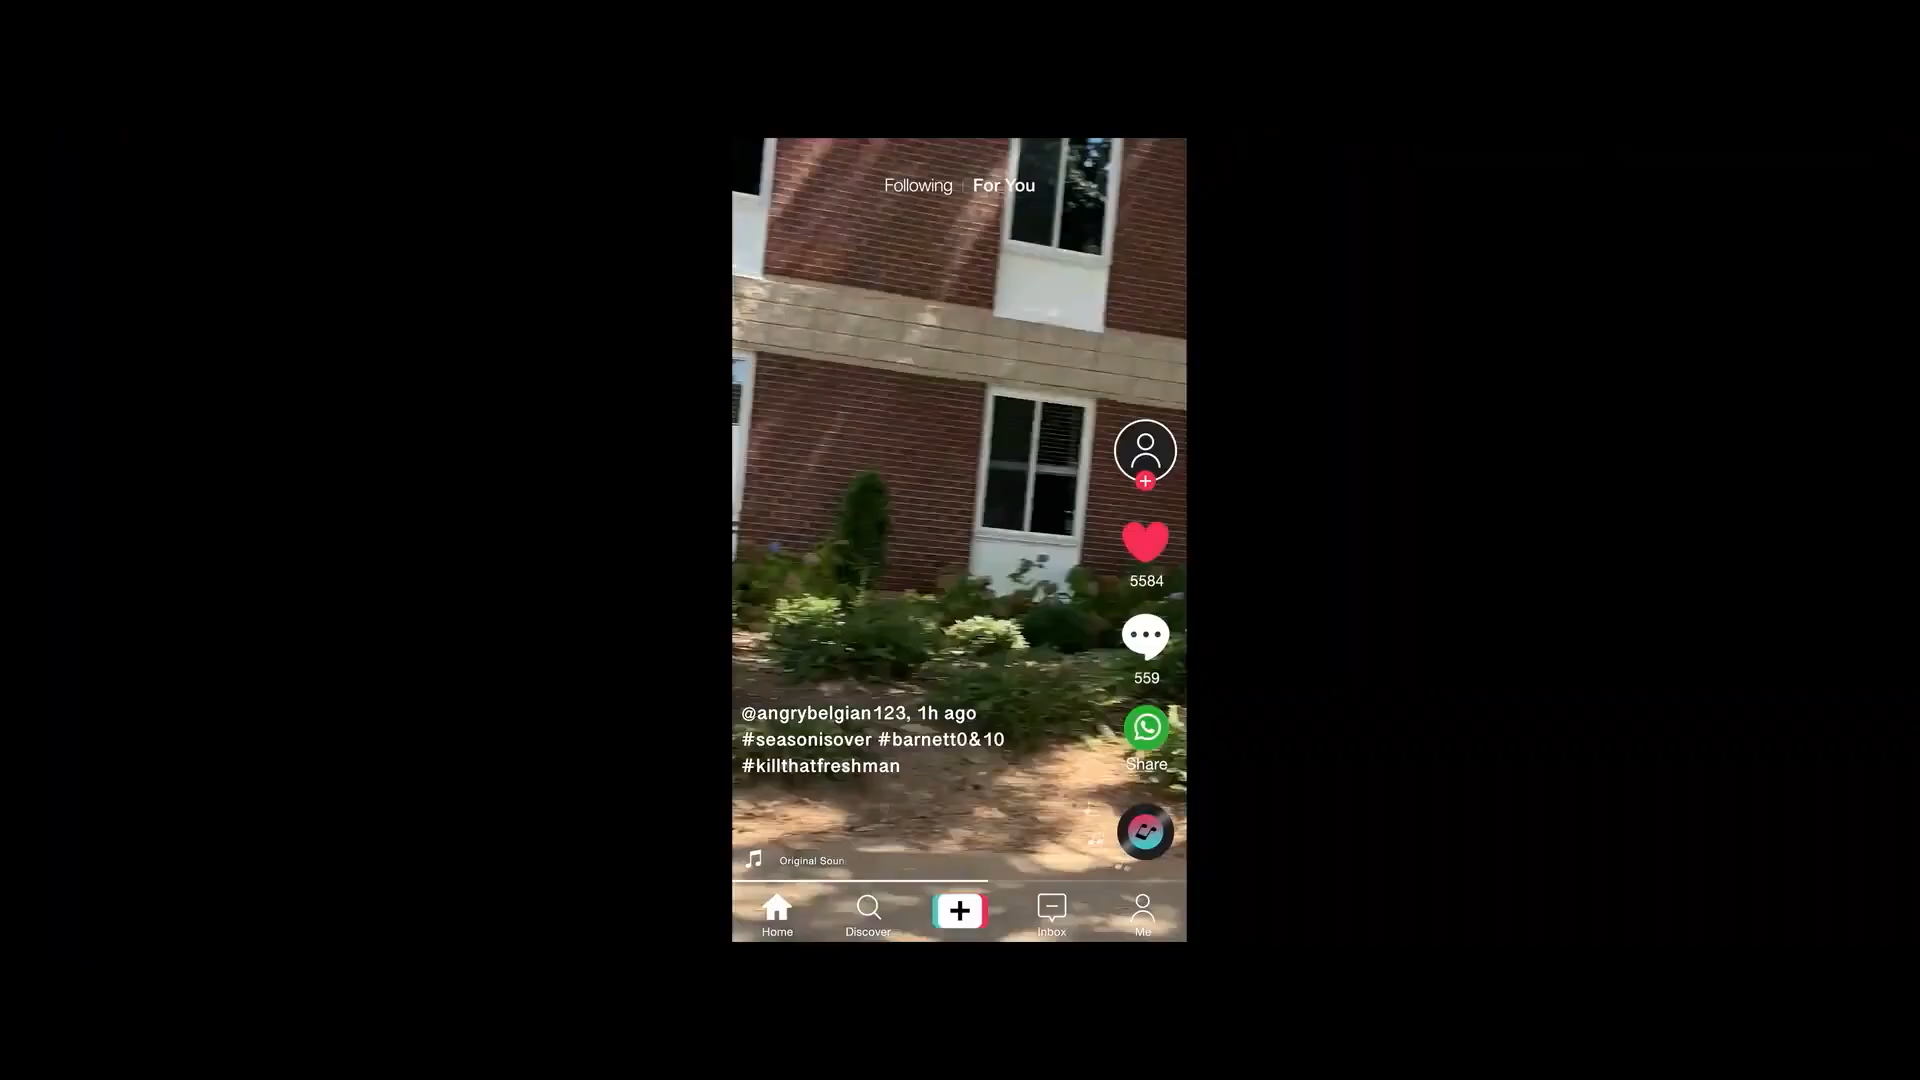 Following | For You
5584
559
@angrybelgian123, 1h ago
#seasonisover #barnett0&10
#killthatfreshman
Share
Original Soun
Home
Discover
Inbox
Me